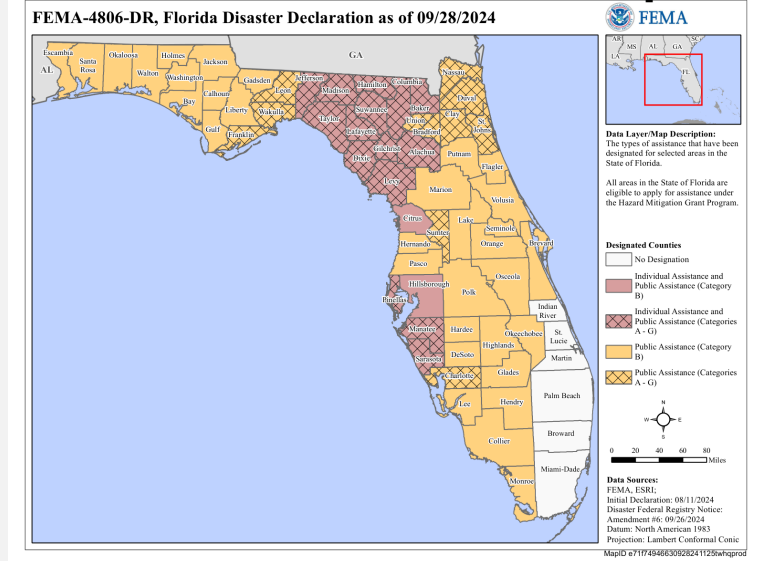 FEMA-4806-DR, Florida Disaster Declaration as of 09/28/2024
FEMA
GA
AL
Escambia
Santa
Rosa
Okaloosa
Walton
Holmes
Washington
Jackson
Bay
Calhoun
Gulf
Liberty
Gadsden
Franklin
Leon
Wakulla
Jefferson
Madison
Hamilton
Taylor
Suwannee
Lafayette
Columbia
Baker
Union
Bradford
Gilchrist
Dixie
Alachua
Levy
Nassau
Duval
Clay
St.
Johns
Putnam
Flagler
Marion
Volusia
Citrus
Sumter
Lake
Seminole
Hernando
Orange
Brevard
Pasco
Osceola
Hillsborough
Polk
Pinellas
Indian
River
Manatee
Hardee
Okeechobee
St.
Lucie
Highlands
Sarasota
DeSoto
Martin
Charlotte
Glades
Lee
Hendry
Palm Beach
Collier
Broward
Monroe
Miami-Dade
AR
MS
AL
GA
SC
LA
FL
Data Layer/Map Description:
The types of assistance that have been
designated for selected areas in the
State of Florida.
All areas in the State of Florida are
eligible to apply for assistance under
the Hazard Mitigation Grant Program.
Designated Counties
No Designation
Individual Assistance and
Public Assistance (Category
B)
Individual Assistance and
Public Assistance (Categories
A - G)
Public Assistance (Category
B)
Public Assistance (Categories
A - G)
N
W E
S
0 20 40 60 80
Miles
Data Sources:
FEMA, ESRI;
Initial Declaration: 08/11/2024
Disaster Federal Registry Notice:
Amendment #6: 09/26/2024
Datum: North American 1983
Projection: Lambert Conformal Conic
MapID e71f74946630928241125twhqprod